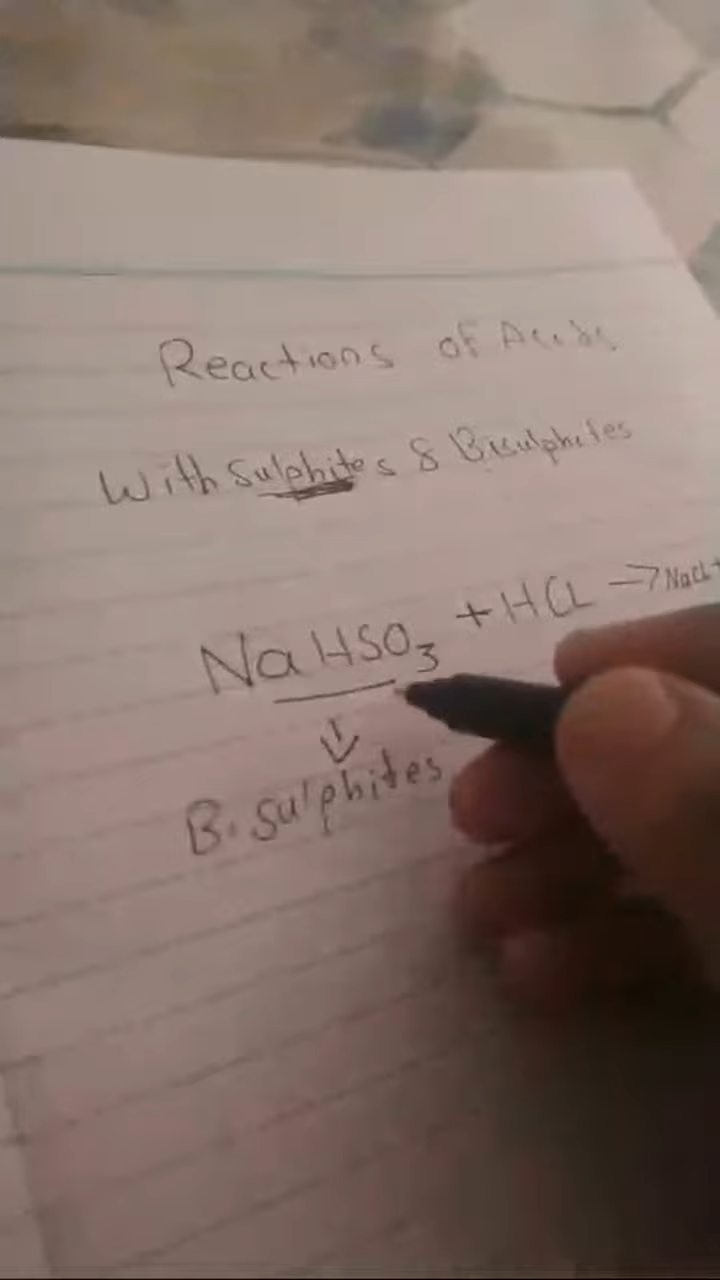 Reactions of Acids
With Sulphites & Bisulphites
NaHSO₃ + HCl → NaCl +
↓
Bisulphites